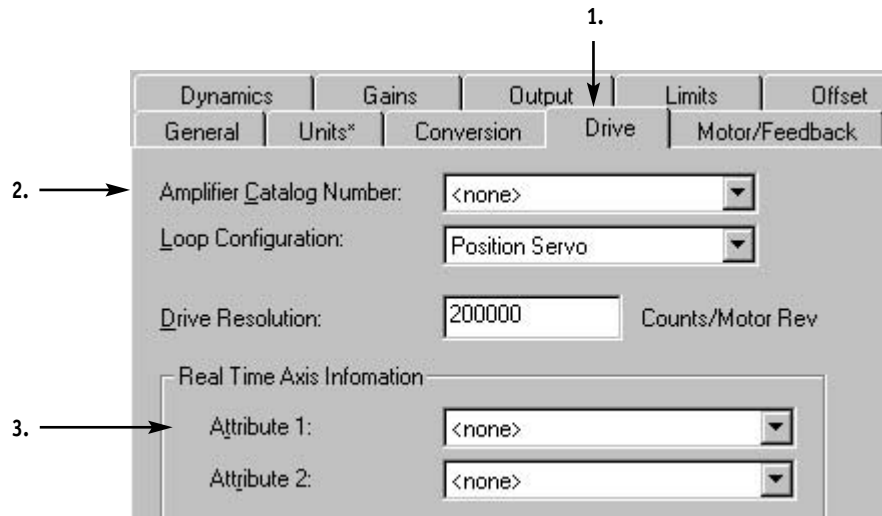 1.
Dynamics Gains Output Limits Offset
General Units* Conversion Drive Motor/Feedback
2. Amplifier Catalog Number: <none>
Loop Configuration: Position Servo
Drive Resolution: 200000 Counts/Motor Rev
Real Time Axis Infomation
3. Attribute 1: <none>
Attribute 2: <none>